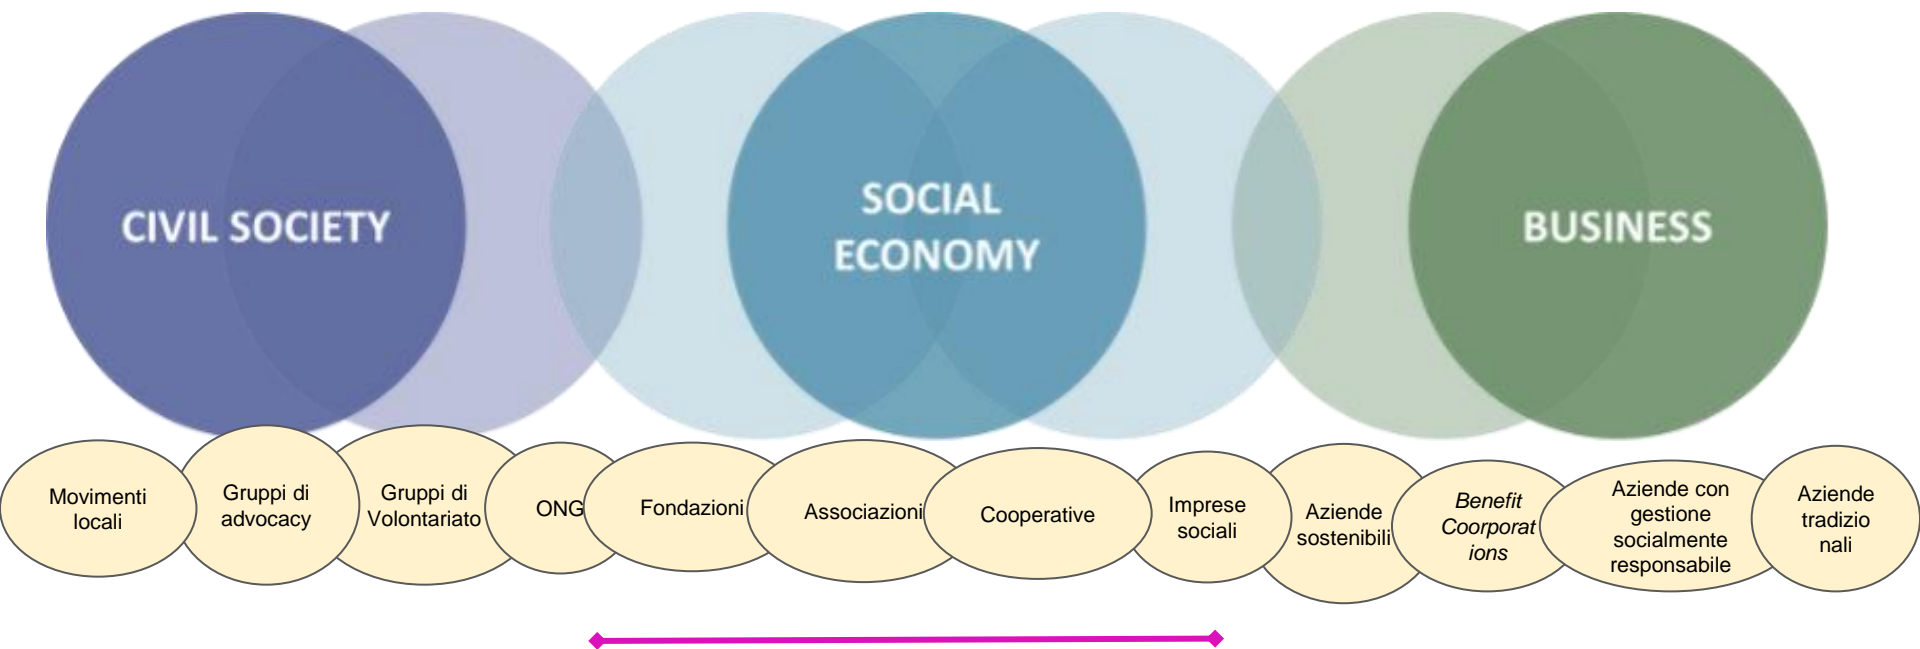 CIVIL SOCIETY
SOCIAL
ECONOMY
BUSINESS
Movimenti
locali
Gruppi di
advocacy
Gruppi di
Volontariato
ONG
Fondazioni
Associazioni
Cooperative
Imprese
sociali
Aziende
sostenibili
Benefit
Coorporat
ions
Aziende con
gestione
socialmente
responsabile
Aziende
tradizio
nali